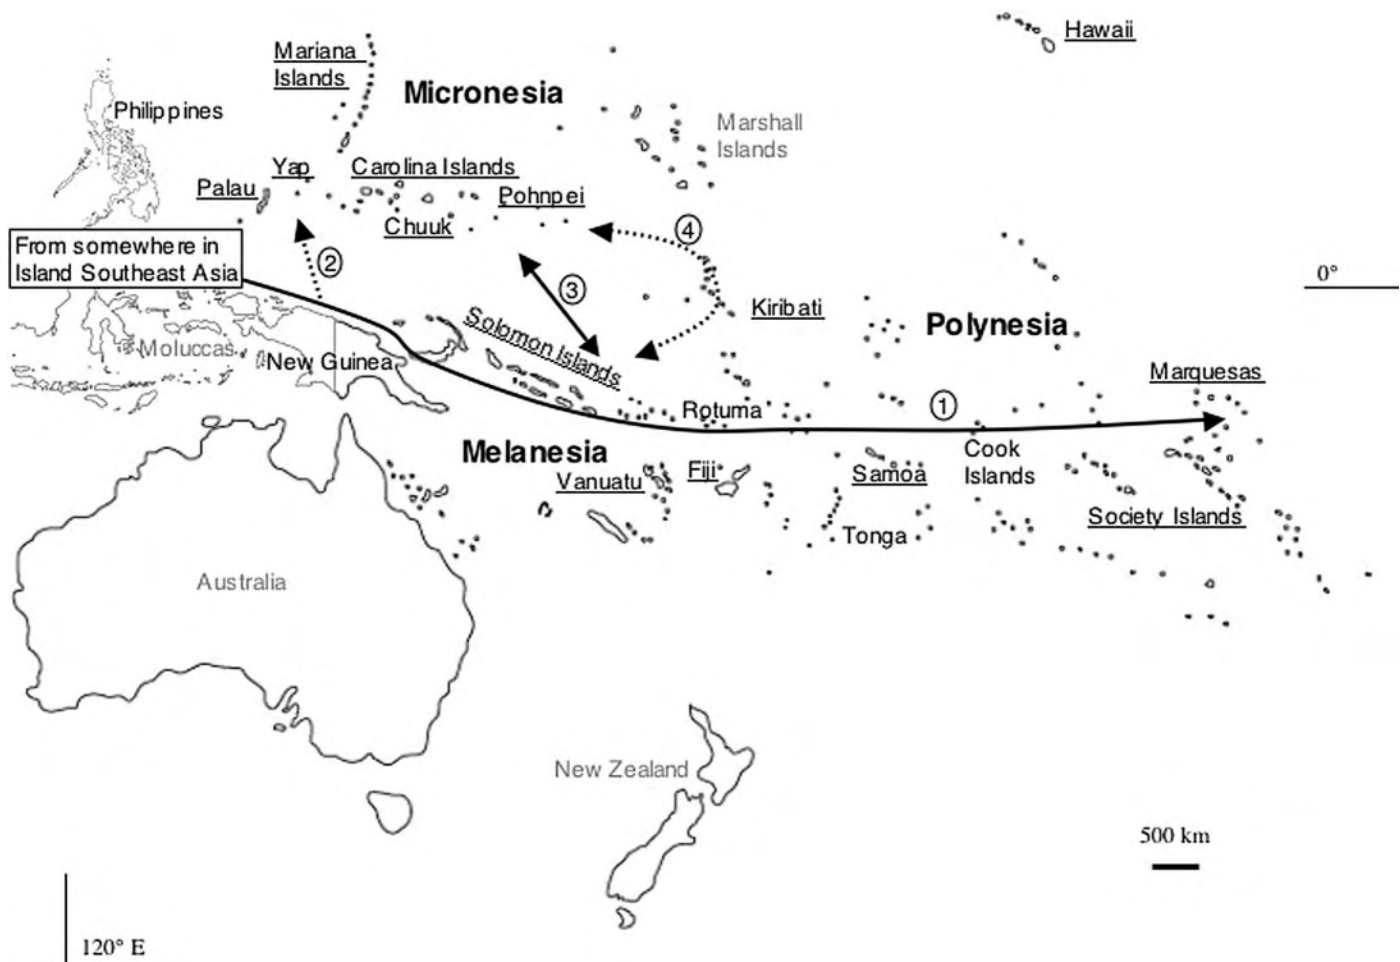 Hawaii
Mariana
Islands
Micronesia
Philippines
Marshall
Islands
Yap
Carolina Islands
Palau
Pohnpei
Chuuk
④
From somewhere in
Island Southeast Asia
②
③
0°
Kiribati
Solomon Islands
Polynesia
Moluccas
New Guinea
Marquesas
Rotuma
①
Melanesia
Cook
Islands
Vanuatu
Fiji
Samoa
Society Islands
Tonga
Australia
New Zealand
500 km
120° E